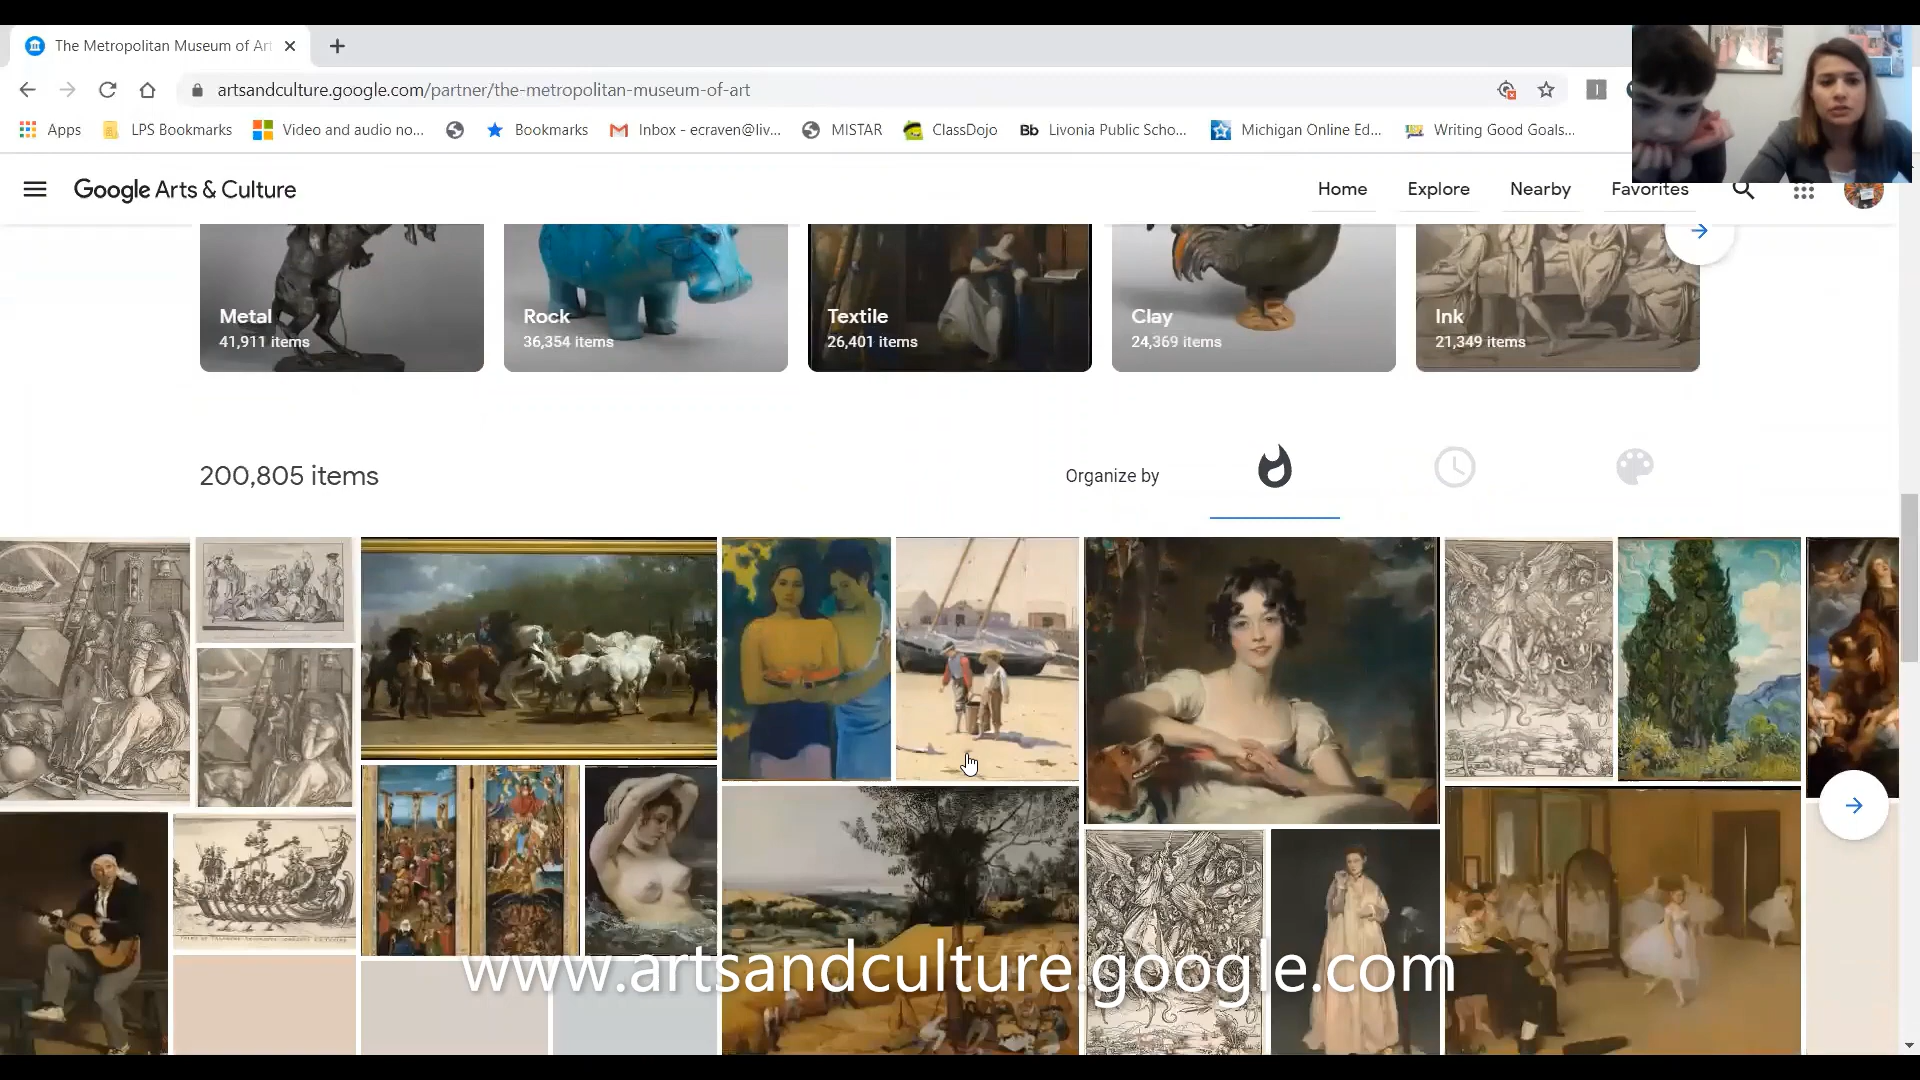 The Metropolitan Museum of Art
artsandculture.google.com/partner/the-metropolitan-museum-of-art
Apps LPS Bookmarks Video and audio no... Bookmarks Inbox - ecraven@liv... MISTAR ClassDojo Bb Livonia Public Scho... Michigan Online Ed... Writing Good Goals...
Google Arts & Culture Home Explore Nearby Favorites
Metal Rock Textile Clay Ink
41,911 items 36,354 items 26,401 items 24,369 items 21,349 items
200,805 items Organize by
www.artsandculture.google.com